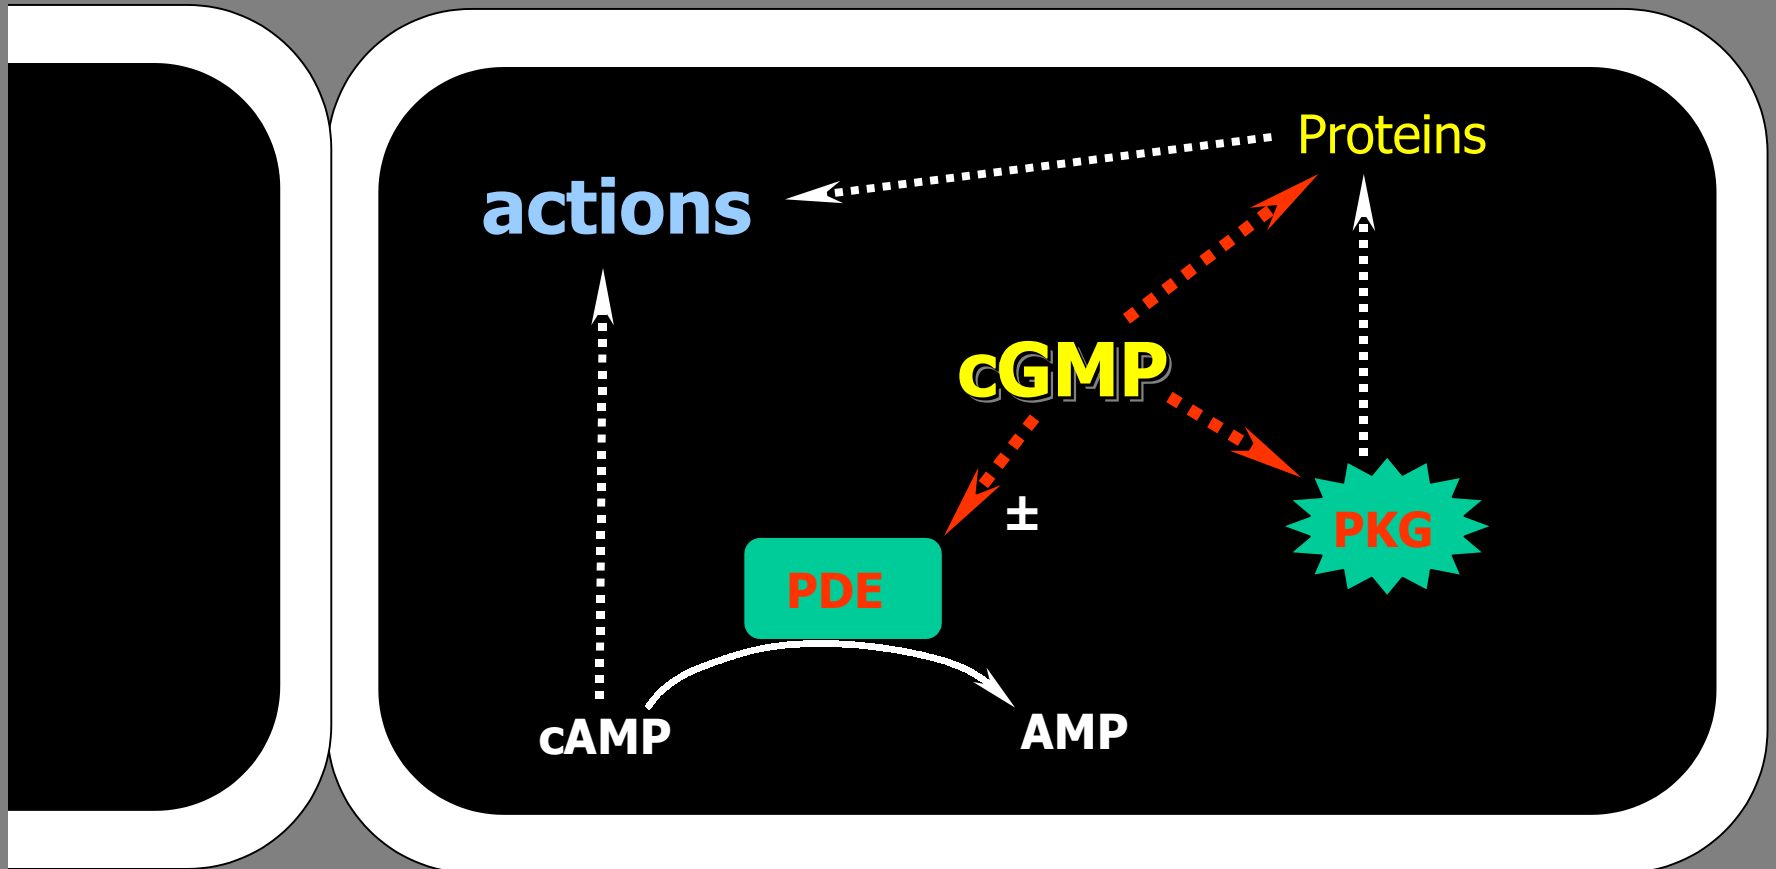 Proteins
actions
cGMP
±
PKG
PDE
cAMP
AMP